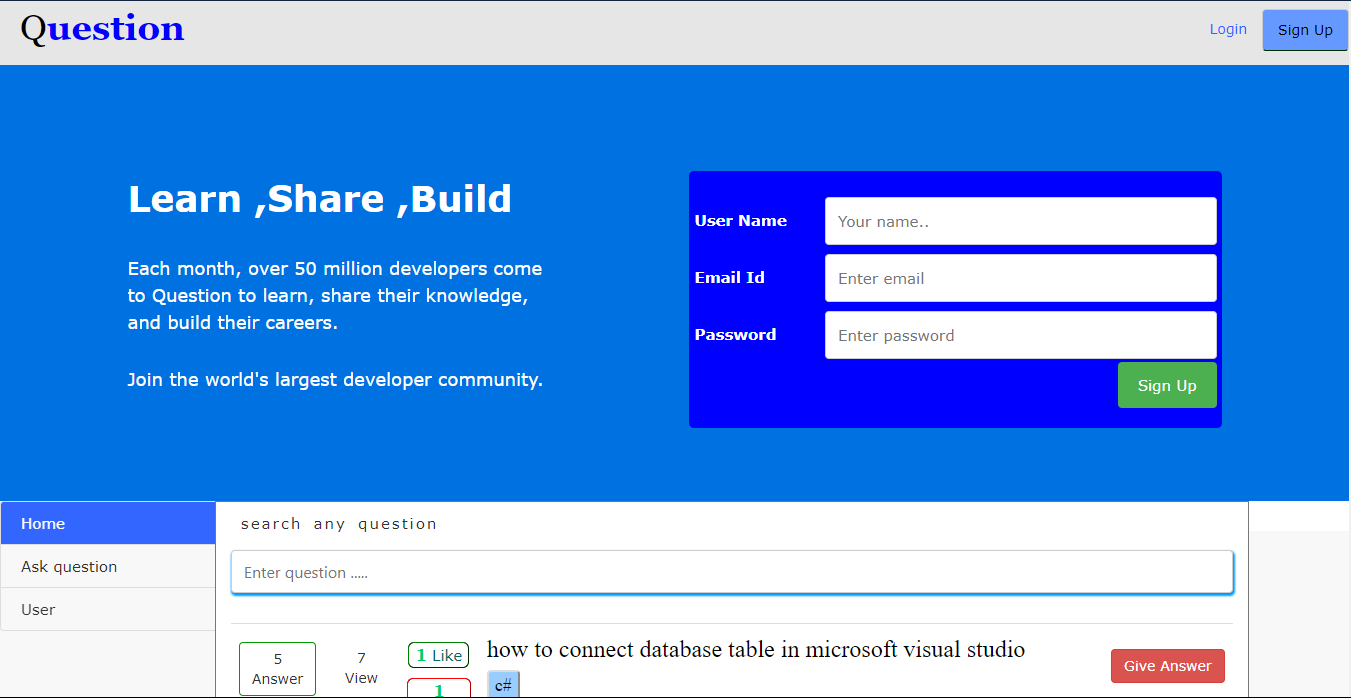 Question
Login
Sign Up
Learn ,Share ,Build
Each month, over 50 million developers come
to Question to learn, share their knowledge,
and build their careers.
Join the world's largest developer community.
User Name
Your name..
Email Id
Enter email
Password
Enter password
Sign Up
Home
Ask question
User
search any question
Enter question .....
5
Answer
7
View
1 Like
1
how to connect database table in microsoft visual studio
c#
Give Answer